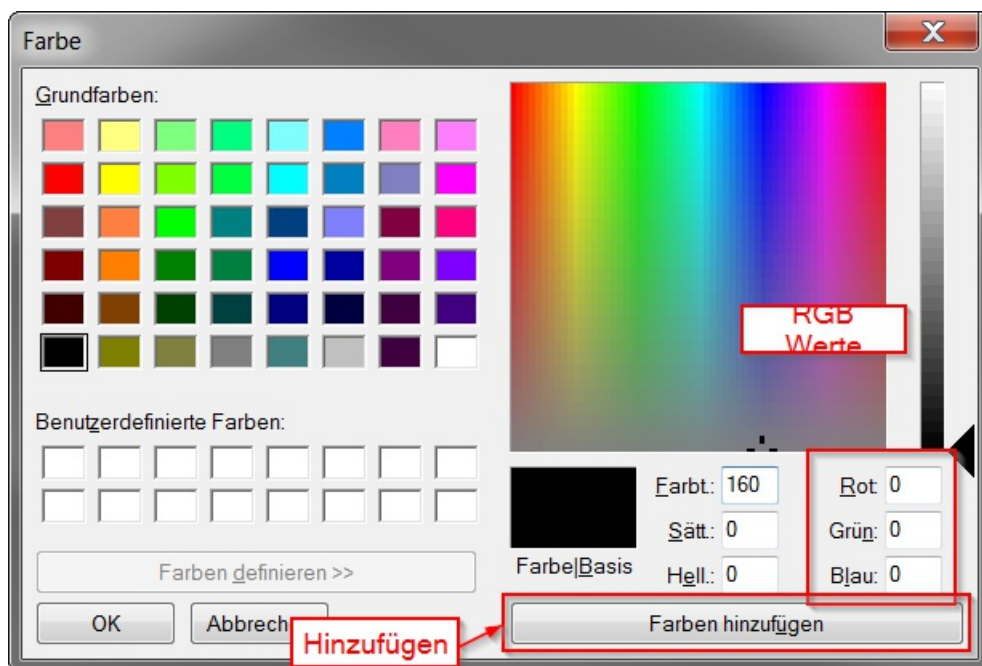 Farbe
X
Grundfarben:
RGB
Werte
Benutzerdefinierte Farben:
Farbt.: 160
Rot: 0
Sätt.: 0
Grün: 0
Farbe|Basis
Hell.: 0
Blau: 0
Farben definieren >>
OK
Hinzufügen
Farben hinzufügen